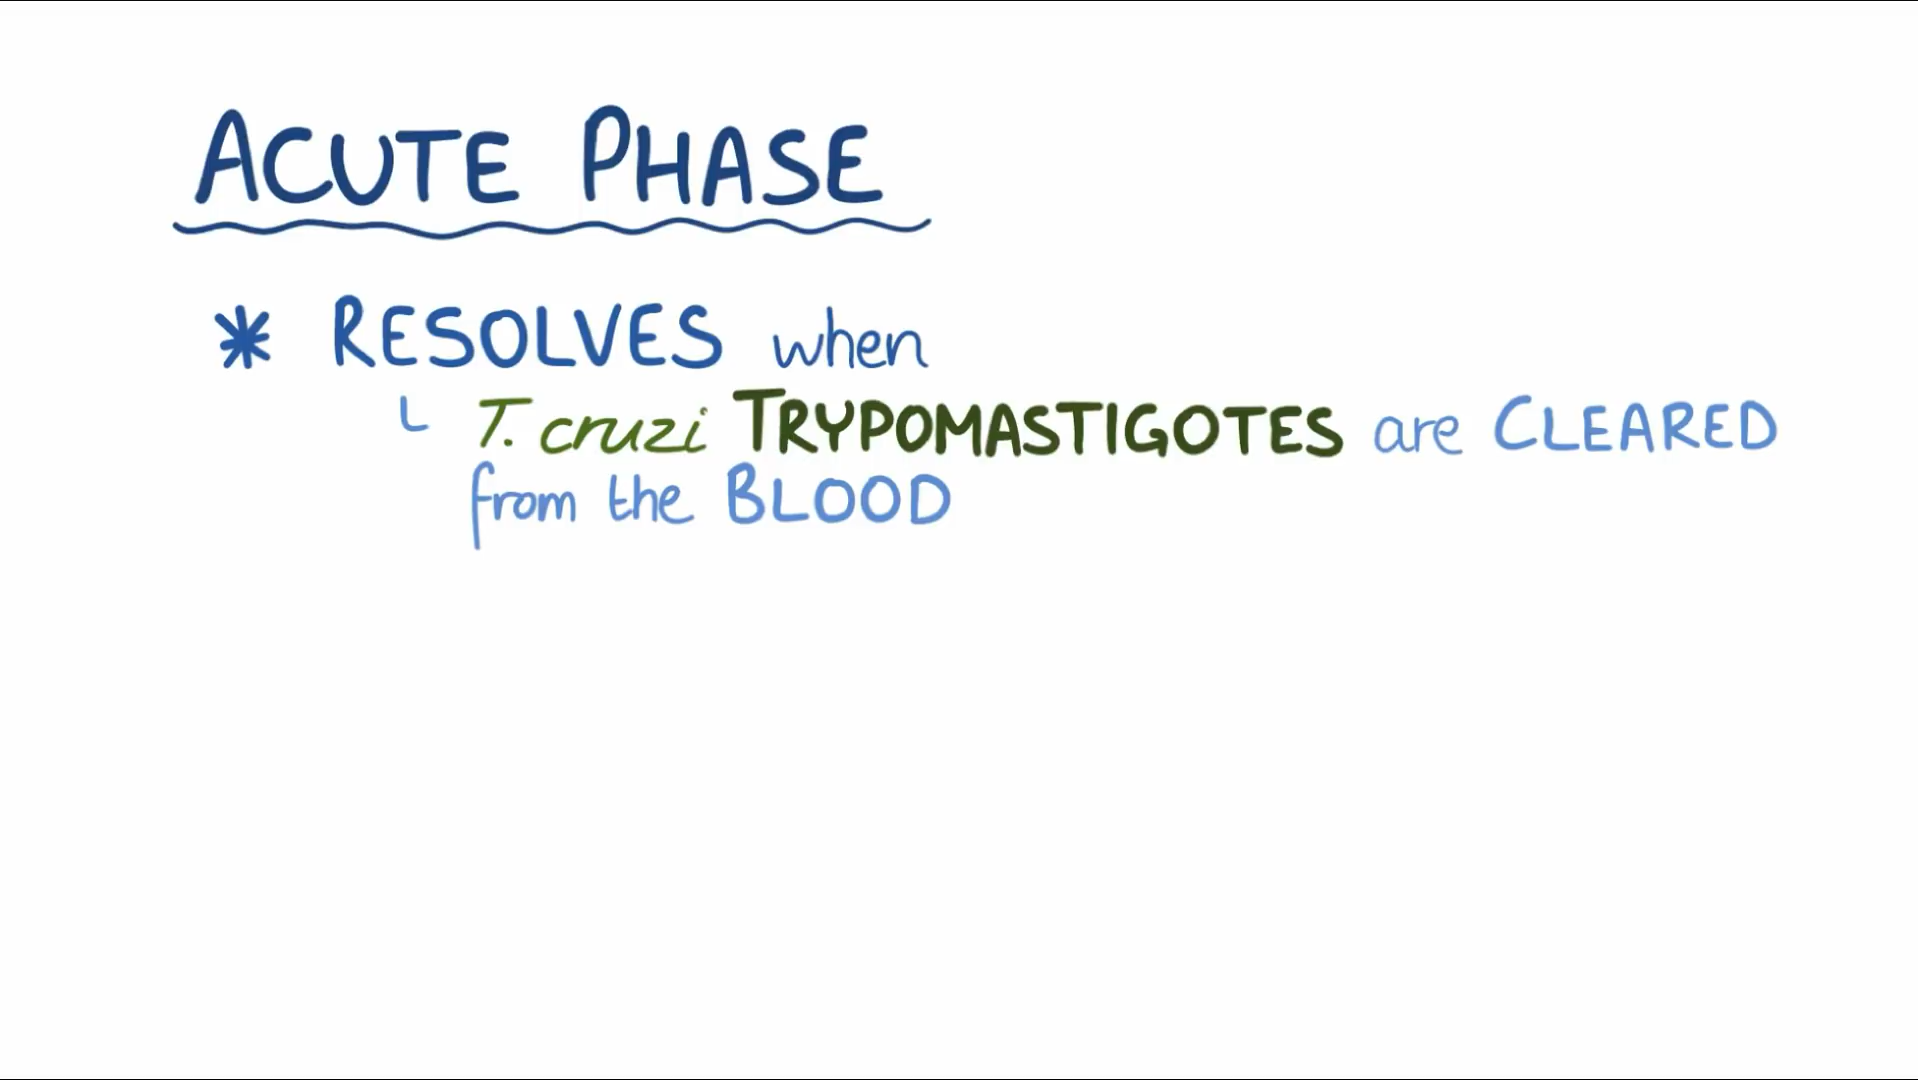 ACUTE PHASE
* RESOLVES when
T. cruzi TRYPOMASTIGOTES are CLEARED
from the BLOOD